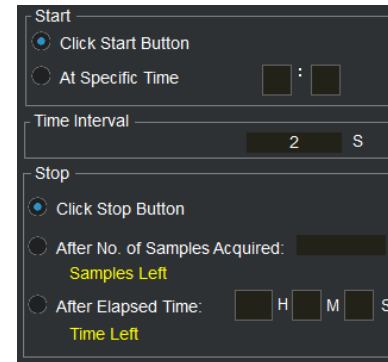 Start
Click Start Button
At Specific Time :
Time Interval
2 S
Stop
Click Stop Button
After No. of Samples Acquired:
Samples Left
After Elapsed Time: H M S
Time Left